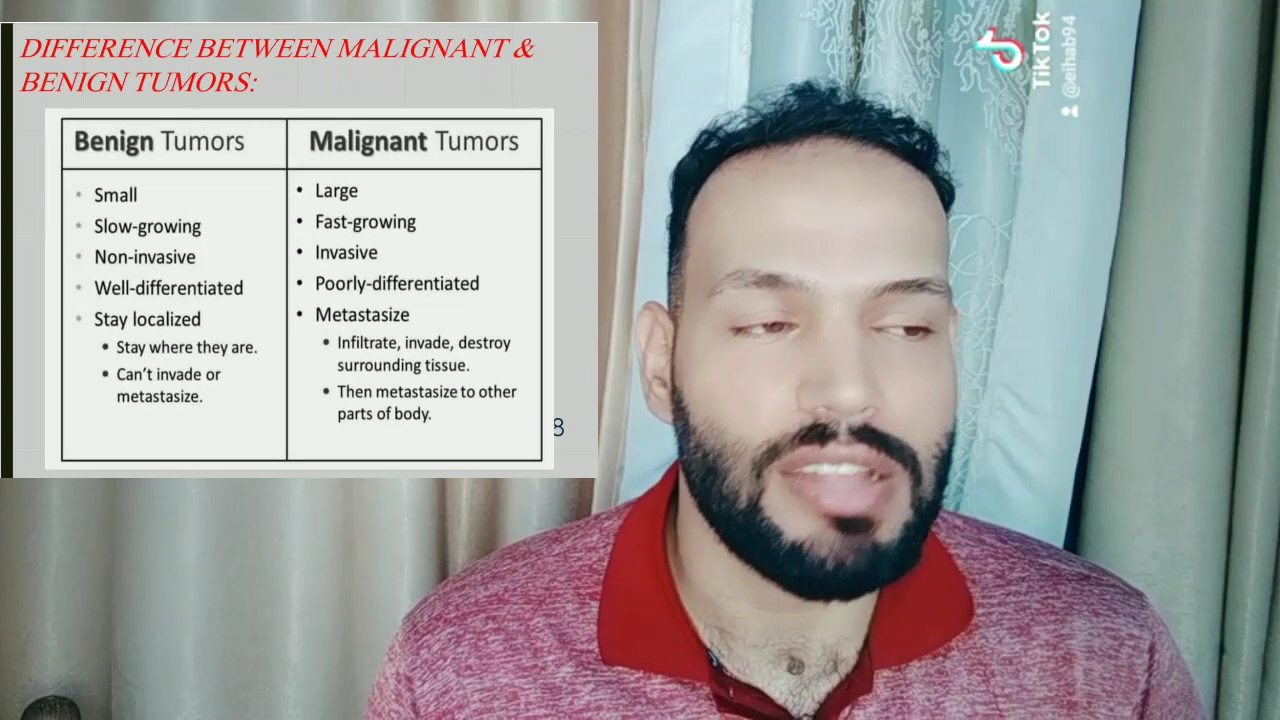 DIFFERENCE BETWEEN MALIGNANT &
BENIGN TUMORS:
Benign Tumors
Small
Slow-growing
Non-invasive
Well-differentiated
Stay localized
Stay where they are.
Can't invade or
metastasize.
Malignant Tumors
Large
Fast-growing
Invasive
Poorly-differentiated
Metastasize
Infiltrate, invade, destroy
surrounding tissue.
Then metastasize to other
parts of body.
8
TikTok
@eihab94